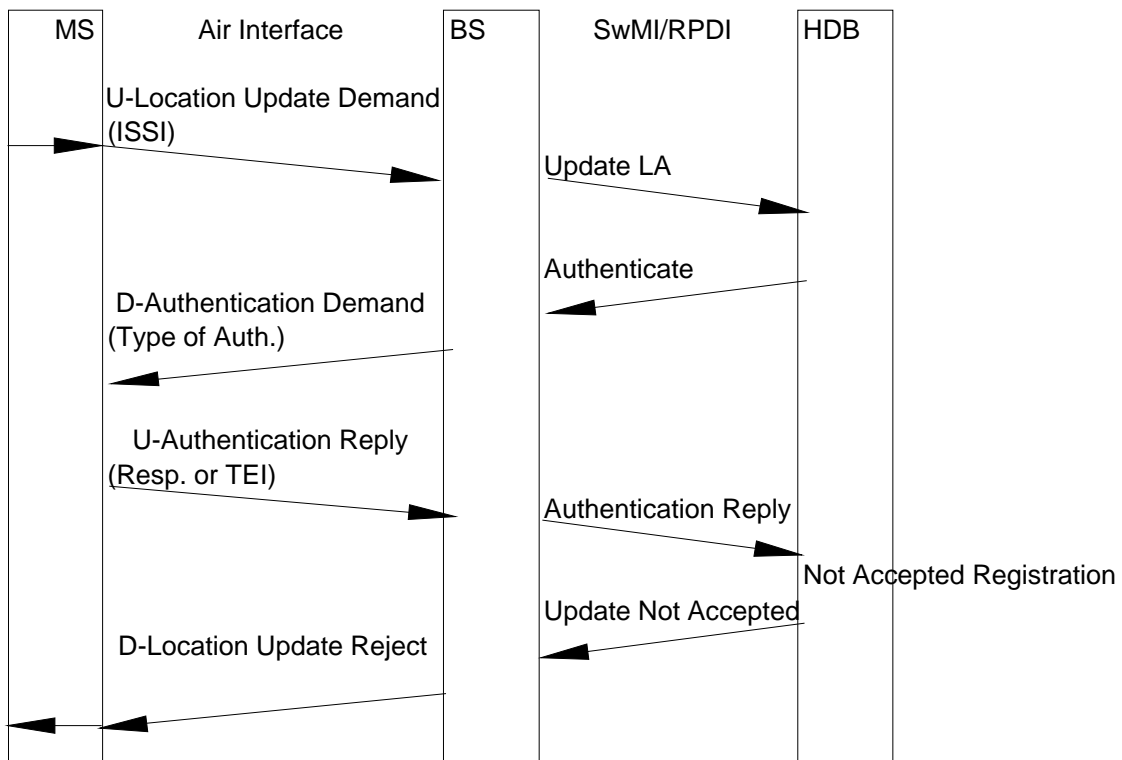 MS Air Interface BS SwMI/RPDI HDB
U-Location Update Demand
(ISSI)
Update LA
Authenticate
D-Authentication Demand
(Type of Auth.)
U-Authentication Reply
(Resp. or TEI)
Authentication Reply
Not Accepted Registration
Update Not Accepted
D-Location Update Reject